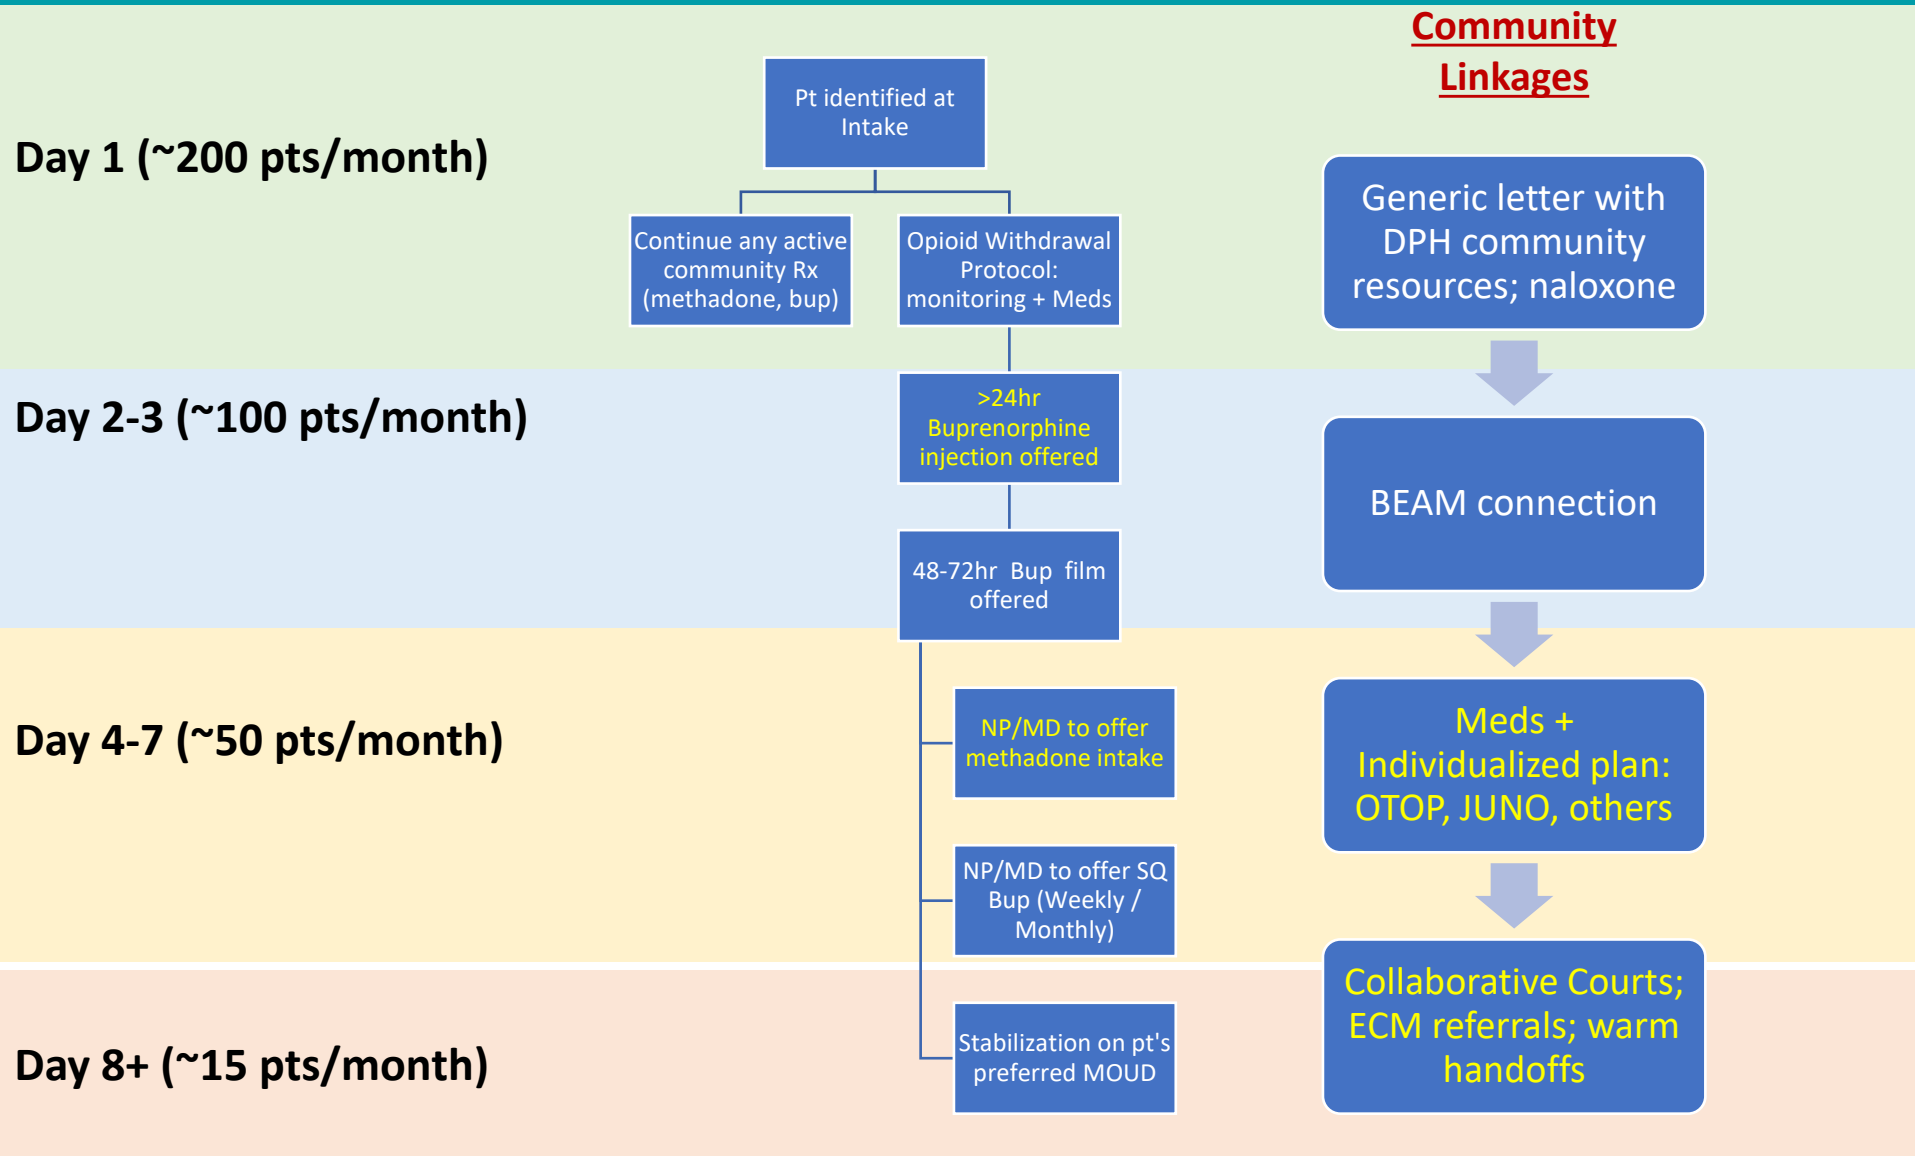 Community
Linkages
Day 1 (~200 pts/month)
Pt identified at
Intake
Continue any active
community Rx
(methadone, bup)
Opioid Withdrawal
Protocol:
monitoring + Meds
Generic letter with
DPH community
resources; naloxone
Day 2-3 (~100 pts/month)
>24hr
Buprenorphine
injection offered
48-72hr Bup film
offered
BEAM connection
Day 4-7 (~50 pts/month)
NP/MD to offer
methadone intake
NP/MD to offer SQ
Bup (Weekly /
Monthly)
Meds +
Individualized plan:
OTOP, JUNO, others
Day 8+ (~15 pts/month)
Stabilization on pt's
preferred MOUD
Collaborative Courts;
ECM referrals; warm
handoffs